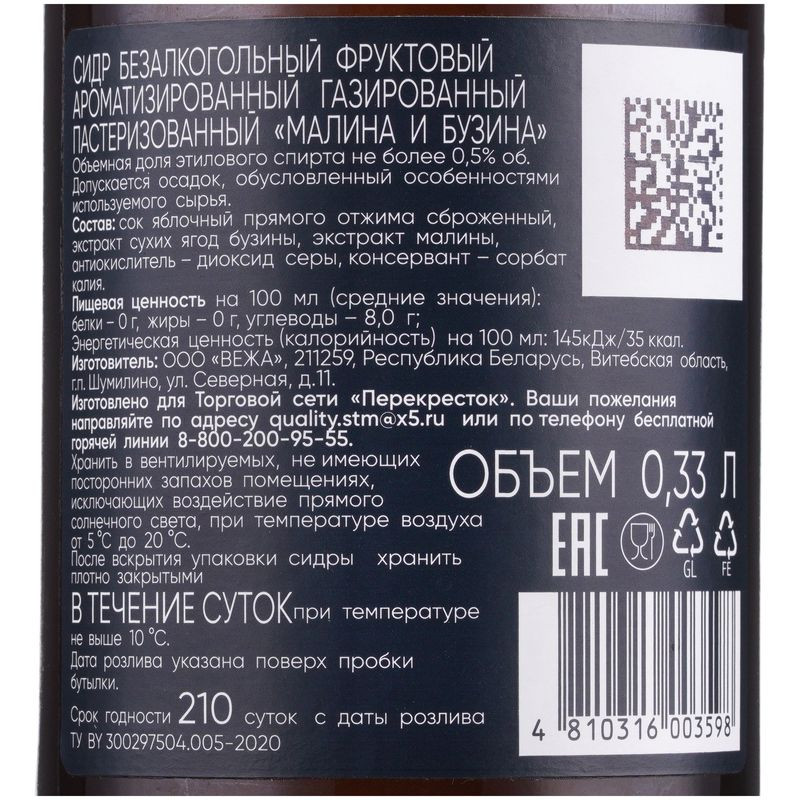 СИДР БЕЗАЛКОГОЛЬНЫЙ ФРУКТОВЫЙ
АРОМАТИЗИРОВАННЫЙ ГАЗИРОВАННЫЙ
ПАСТЕРИЗОВАННЫЙ «МАЛИНА И БУЗИНА»
Объемная доля этилового спирта не более 0,5% об.
Допускается осадок, обусловленный особенностями
используемого сырья.
Состав: сок яблочный прямого отжима сброженный,
экстракт сухих ягод бузины, экстракт малины,
антиокислитель – диоксид серы, консервант – сорбат
калия.
Пищевая ценность на 100 мл (средние значения):
белки – 0 г, жиры – 0 г, углеводы – 8,0 г;
Энергетическая ценность (калорийность) на 100 мл: 145кДж/35 ккал.
Изготовитель: ООО "ВЕЖА", 211259, Республика Беларусь, Витебская область,
г.п. Шумилино, ул. Северная, д.11.
Изготовлено для Торговой сети «Перекресток». Ваши пожелания
направляйте по адресу quality.stm@x5.ru или по телефону бесплатной
горячей линии 8-800-200-95-55.
Хранить в вентилируемых, не имеющих
посторонних запахов помещениях,
исключающих воздействие прямого
солнечного света, при температуре воздуха
от 5 °С до 20 °С.
После вскрытия упаковки сидры хранить
плотно закрытыми
В ТЕЧЕНИЕ СУТОК при температуре
не выше 10 °С.
Дата розлива указана поверх пробки
бутылки.
Срок годности 210 суток с даты розлива
ТУ BY 300297504.005-2020
ОБЪЕМ 0,33 Л
EAC
GL FE
4 810316 003598